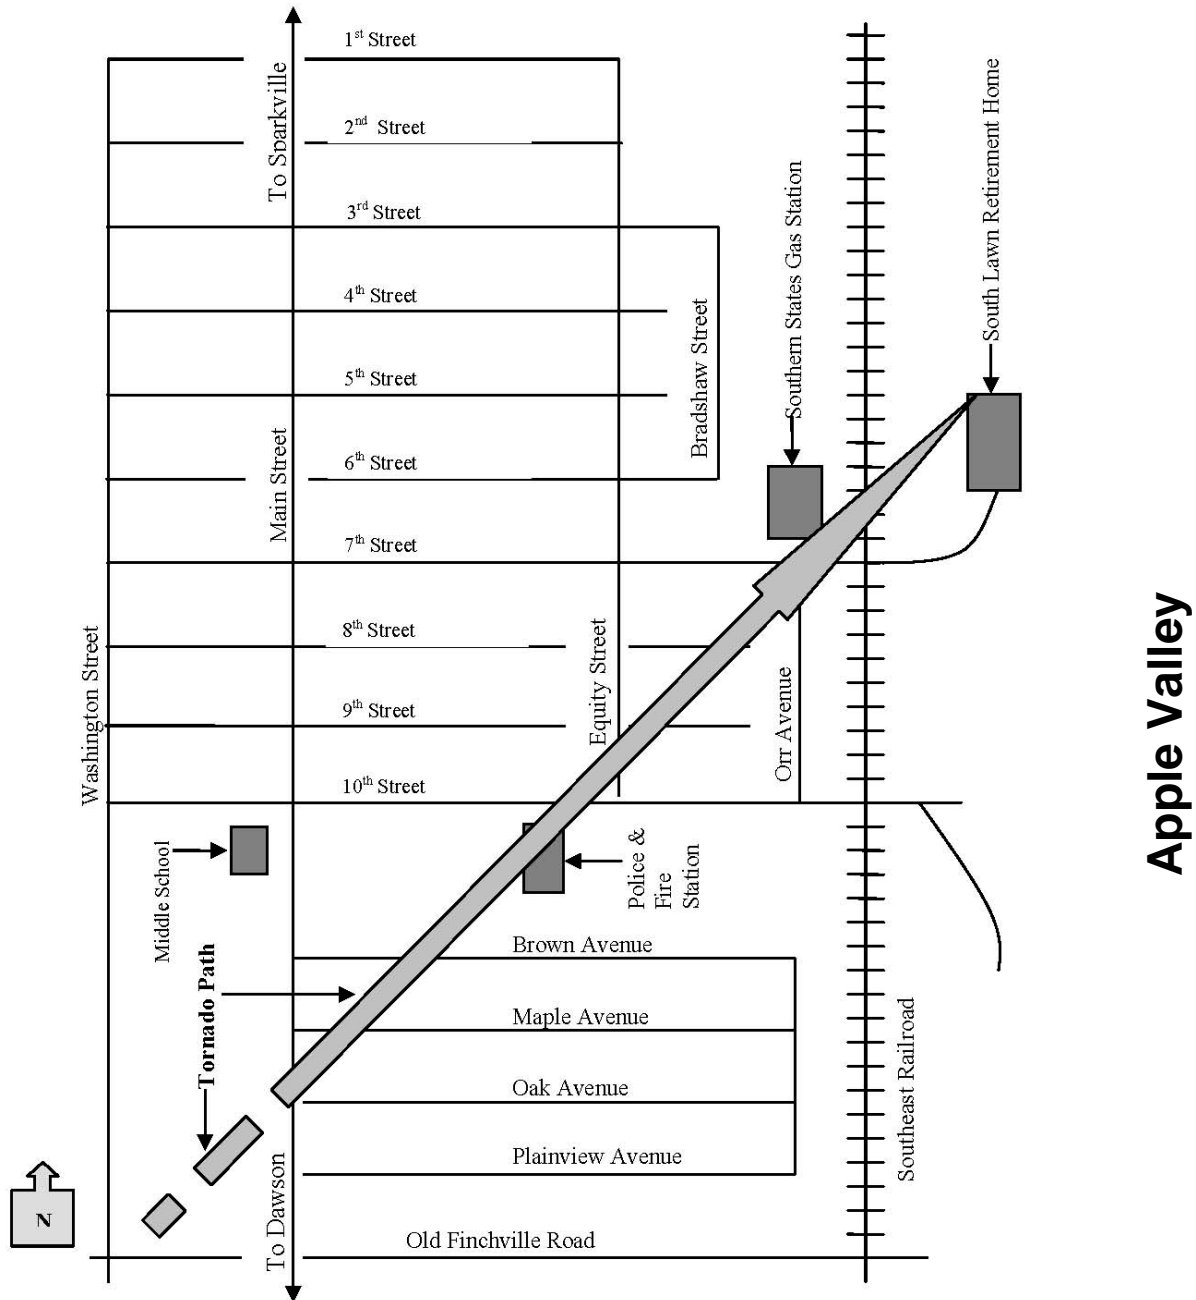 1st Street
To Sparkville
2nd Street
3rd Street
4th Street
5th Street
6th Street
Main Street
7th Street
8th Street
9th Street
10th Street
Washington Street
Equity Street
Bradshaw Street
Southern States Gas Station
South Lawn Retirement Home
Orr Avenue
Apple Valley
Middle School
Police &
Fire
Station
Tornado Path
Brown Avenue
Maple Avenue
Oak Avenue
Plainview Avenue
Southeast Railroad
N
To Dawson
Old Finchville Road